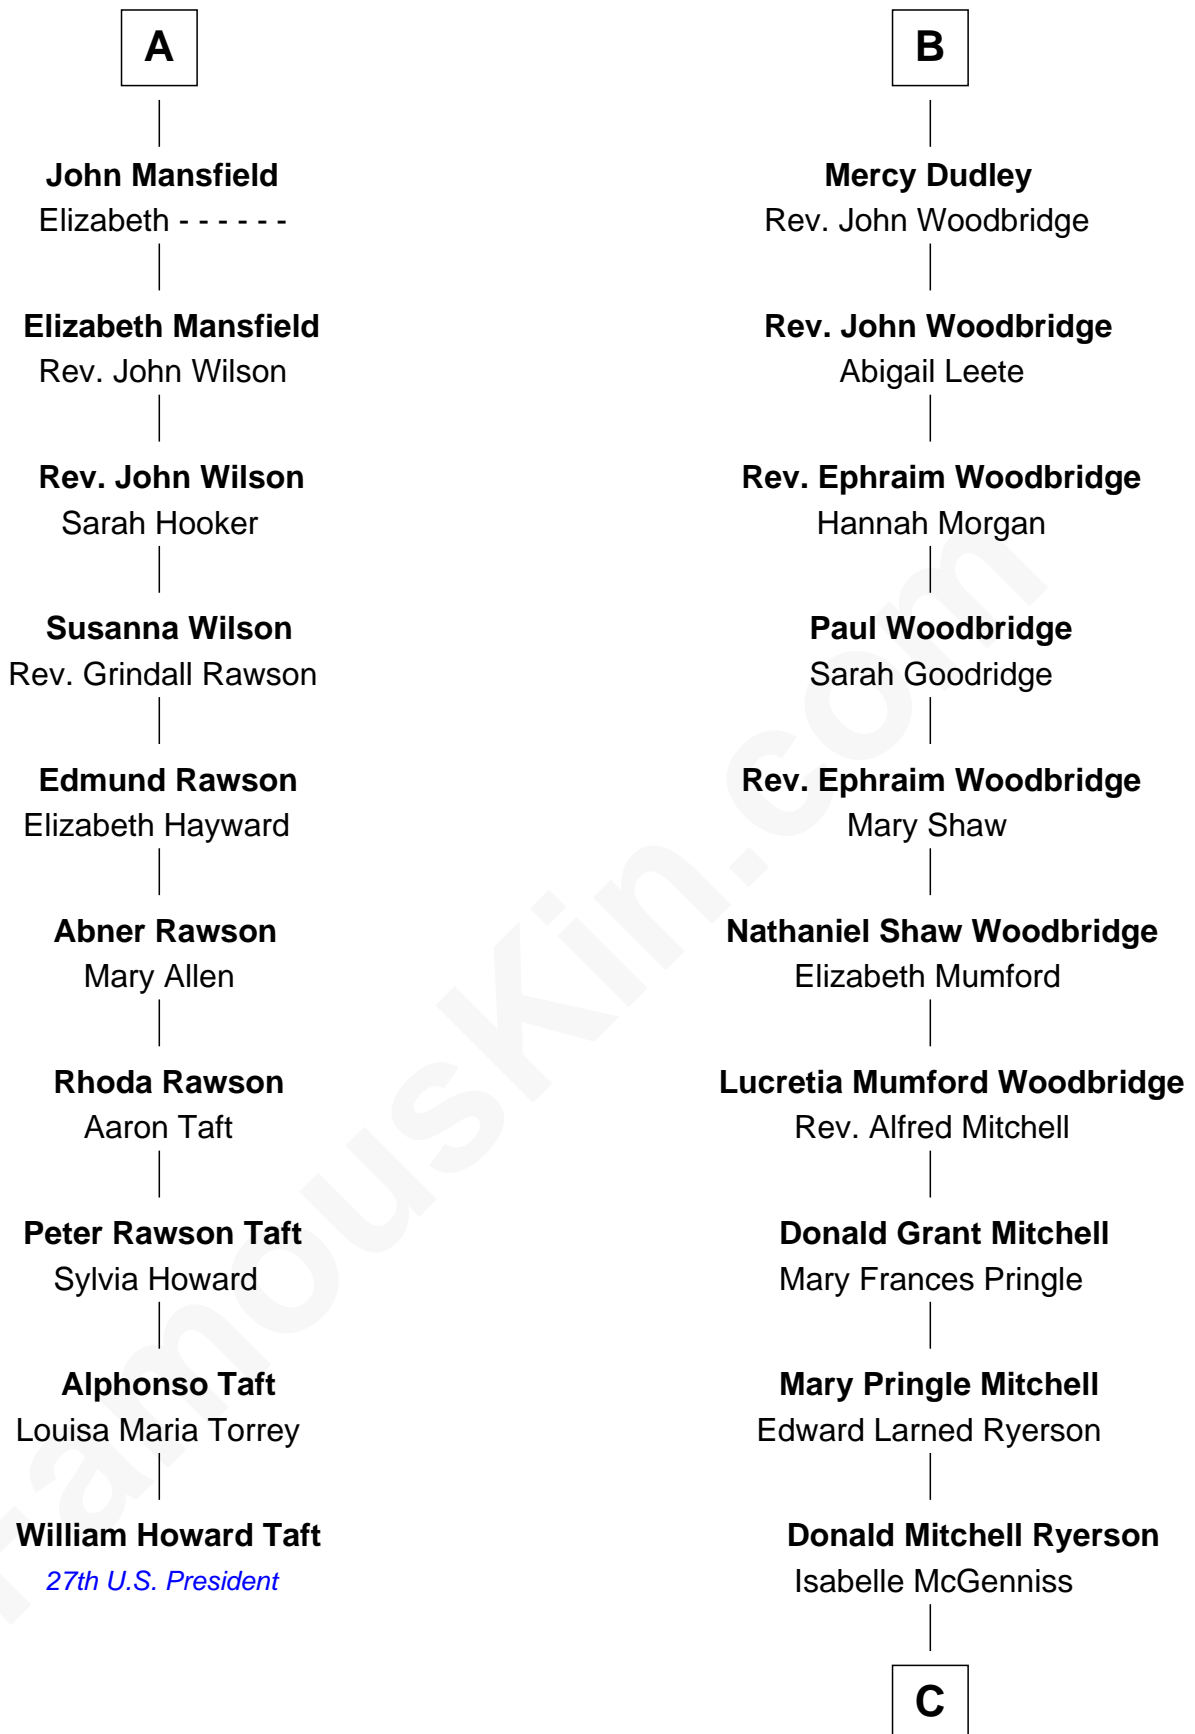 A
John Mansfield
Elizabeth - - - - - -
Elizabeth Mansfield
Rev. John Wilson
Rev. John Wilson
Sarah Hooker
Susanna Wilson
Rev. Grindall Rawson
Edmund Rawson
Elizabeth Hayward
Abner Rawson
Mary Allen
Rhoda Rawson
Aaron Taft
Peter Rawson Taft
Sylvia Howard
Alphonso Taft
Louisa Maria Torrey
William Howard Taft
27th U.S. President
B
Mercy Dudley
Rev. John Woodbridge
Rev. John Woodbridge
Abigail Leete
Rev. Ephraim Woodbridge
Hannah Morgan
Paul Woodbridge
Sarah Goodridge
Rev. Ephraim Woodbridge
Mary Shaw
Nathaniel Shaw Woodbridge
Elizabeth Mumford
Lucretia Mumford Woodbridge
Rev. Alfred Mitchell
Donald Grant Mitchell
Mary Frances Pringle
Mary Pringle Mitchell
Edward Larned Ryerson
Donald Mitchell Ryerson
Isabelle McGenniss
C
FamousKin.com